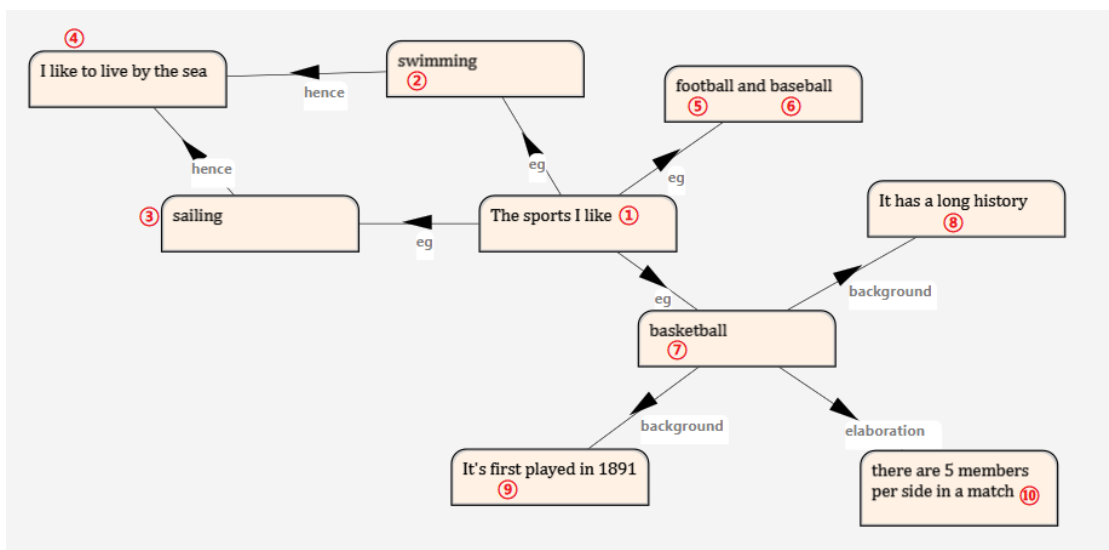 ④
I like to live by the sea
swimming
②
hence
football and baseball
⑤ ⑥
hence
eg
eg
③ sailing
The sports I like ①
It has a long history
⑧
eg
eg
background
basketball
⑦
background
elaboration
It's first played in 1891
⑨
there are 5 members
per side in a match ⑩